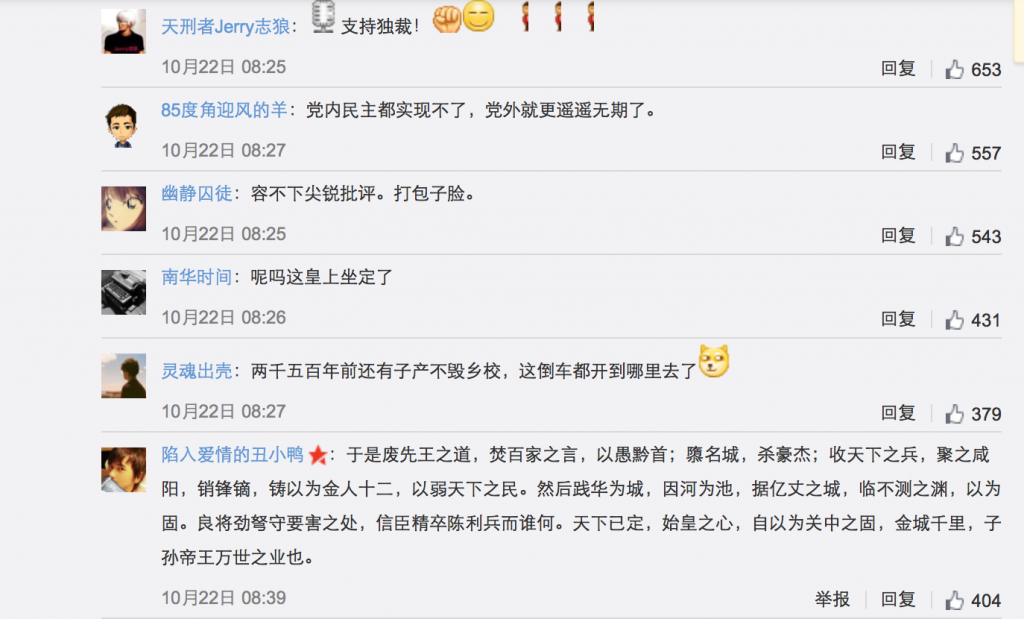 天刑者Jerry志狼： 支持独裁！
10月22日 08:25
回复 653
85度角迎风的羊：党内民主都实现不了，党外就更遥遥无期了。
10月22日 08:27
回复 557
幽静囚徒：容不下尖锐批评。打包子脸。
10月22日 08:25
回复 543
南华时间：呢吗这皇上坐定了
10月22日 08:26
回复 431
灵魂出壳：两千五百年前还有子产不毁乡校，这倒车都开到哪里去了
10月22日 08:27
回复 379
陷入爱情的丑小鸭：于是废先王之道，焚百家之言，以愚黔首；隳名城，杀豪杰；收天下之兵，聚之咸
阳，销锋镝，铸以为金人十二，以弱天下之民。然后践华为城，因河为池，据亿丈之城，临不测之渊，以为
固。良将劲弩守要害之处，信臣精卒陈利兵而谁何。天下已定，始皇之心，自以为关中之固，金城千里，子
孙帝王万世之业也。
10月22日 08:39
举报 回复 404